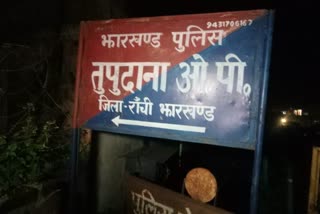 9431706167
झारखण्ड पुलिस
तुपुदाना ओ.पी.
जिला-राँची झारखण्ड
पुलिस